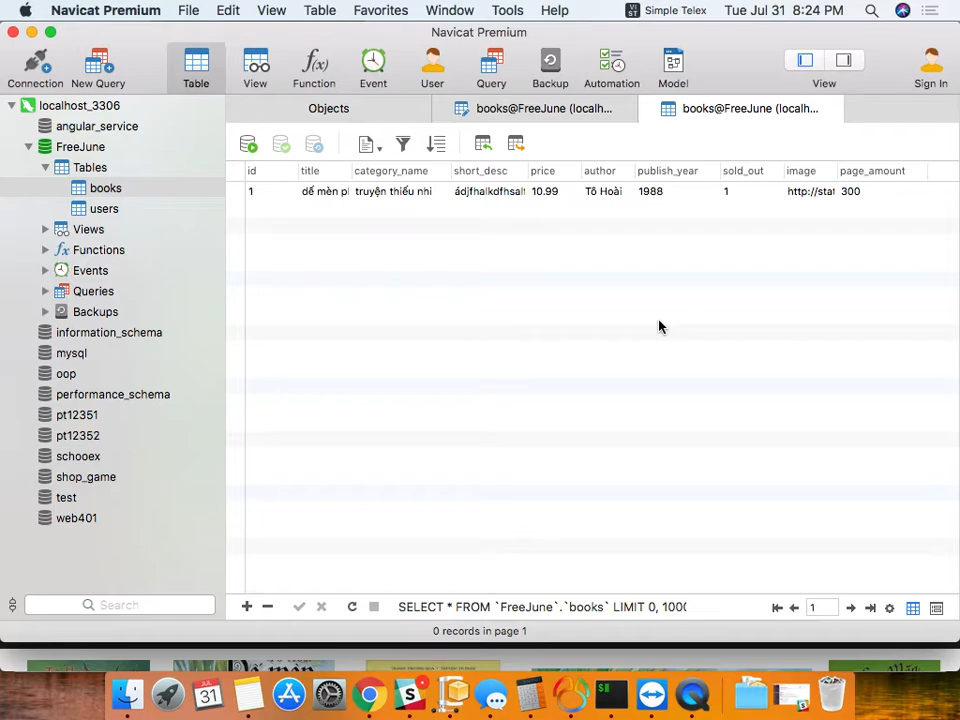 Navicat Premium File Edit View Table Favorites Window Tools Help VI ST Simple Telex Tue Jul 31 8:24 PM
Navicat Premium
Connection New Query Table View Function Event User Query Backup Automation Model View Sign In
localhost_3306
angular_service
FreeJune
Tables
books
users
Views
Functions
Events
Queries
Backups
information_schema
mysql
oop
performance_schema
pt12351
pt12352
schooex
shop_game
test
web401
Search
Objects books@FreeJune (localh... books@FreeJune (localh...
id title category_name short_desc price author publish_year sold_out image page_amount
1 dế mèn truyện thiếu nhi ádjfhalkdfhsalf 10.99 Tô Hoài 1988 1 http://stat 300
SELECT * FROM `FreeJune`.`books` LIMIT 0, 1000
1
0 records in page 1
31